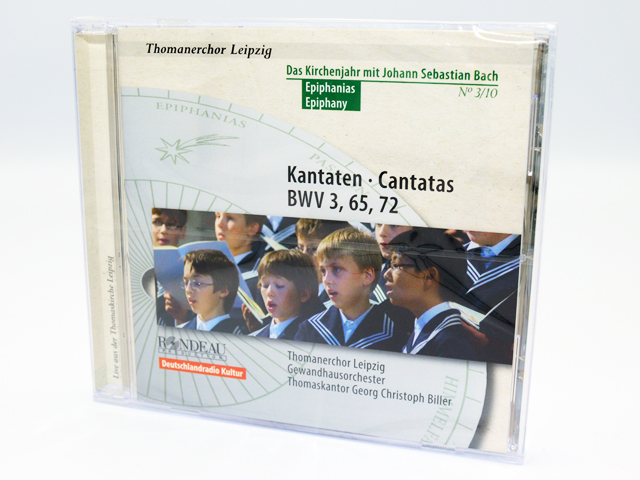 Thomanerchor Leipzig
Das Kirchenjahr mit Johann Sebastian Bach
Epiphanias
Epiphany
Nº 3/10
EPIPHANIAS
Kantaten · Cantatas
BWV 3, 65, 72
Live aus der Thomaskirche Leipzig
RONDEAU
Deutschlandradio Kultur
Thomanerchor Leipzig
Gewandhausorchester
Thomaskantor Georg Christoph Biller